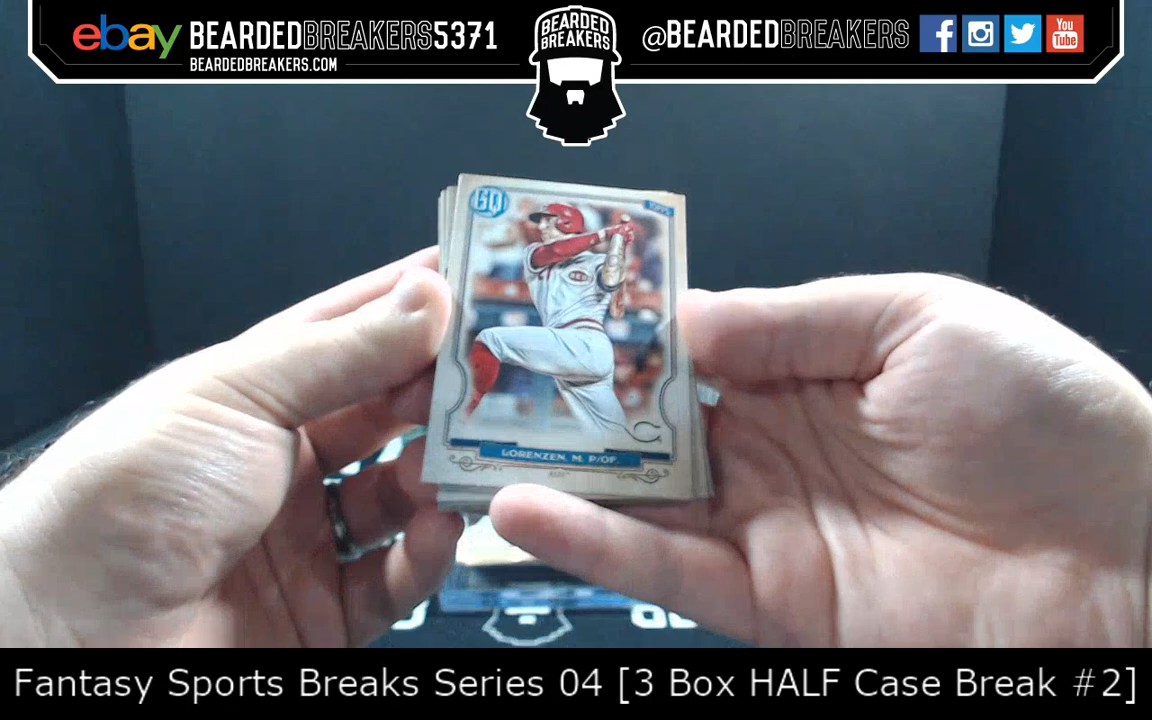 ebay BEARDEDBREAKERS5371
BEARDEDBREAKERS.COM
BEARDED
BREAKERS
@BEARDEDBREAKERS
You
Tube
GQ
TOPPS
REDS
LORENZEN, M. P/OF.
Fantasy Sports Breaks Series 04 [3 Box HALF Case Break #2]